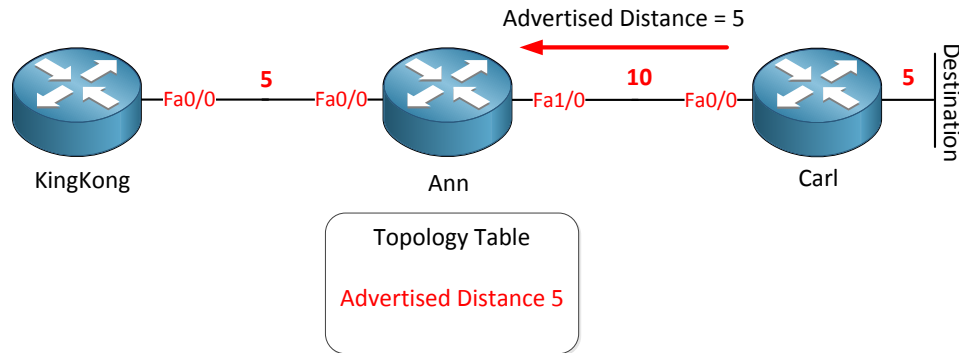 Advertised Distance = 5
5
10
5
Fa0/0
Fa0/0
Fa1/0
Fa0/0
Destination
KingKong
Ann
Carl
Topology Table
Advertised Distance 5